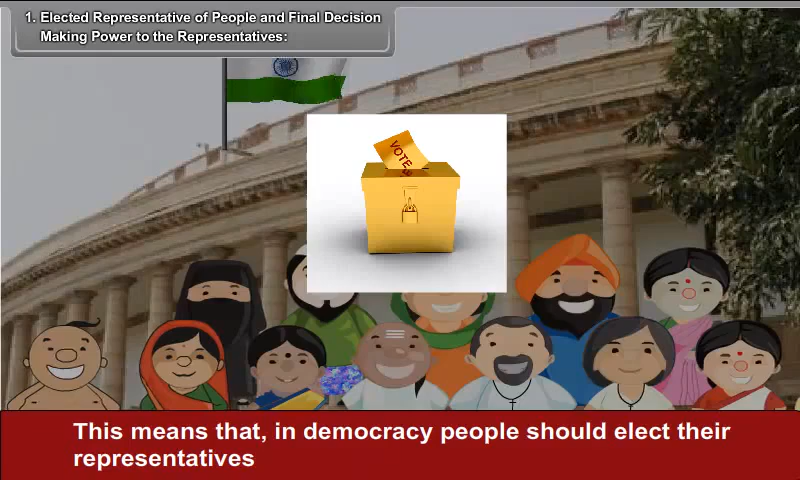 1. Elected Representative of People and Final Decision
Making Power to the Representatives:
VOTE
This means that, in democracy people should elect their
representatives